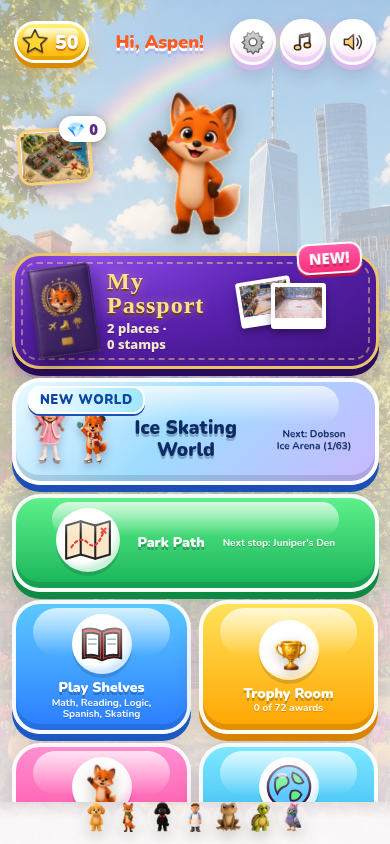 50
Hi, Aspen!
0
NEW!
My
Passport
2 places ·
0 stamps
NEW WORLD
Ice Skating
World
Next: Dobson
Ice Arena (1/63)
Park Path
Next stop: Juniper's Den
Play Shelves
Math, Reading, Logic,
Spanish, Skating
Trophy Room
0 of 72 awards